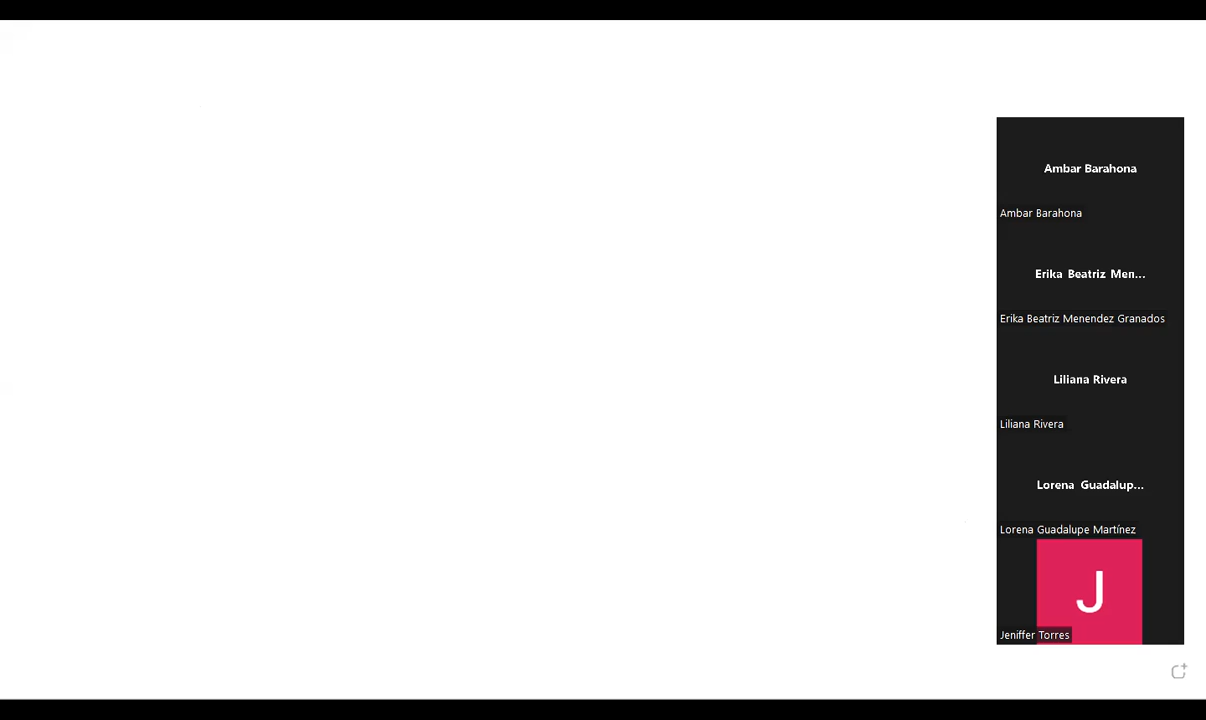 Ambar Barahona
Ambar Barahona
Erika Beatriz Men...
Erika Beatriz Menendez Granados
Liliana Rivera
Liliana Rivera
Lorena Guadalup...
Lorena Guadalupe Martínez
J
Jeniffer Torres